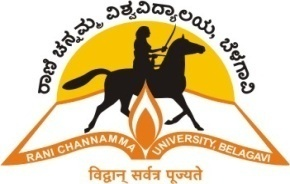 ರಾಣಿ ಚನ್ನಮ್ಮ ವಿಶ್ವವಿದ್ಯಾಲಯ, ಬೆಳಗಾವಿ
RANI CHANNAMMA UNIVERSITY, BELAGAVI
विद्वान् सर्वत्र पूज्यते